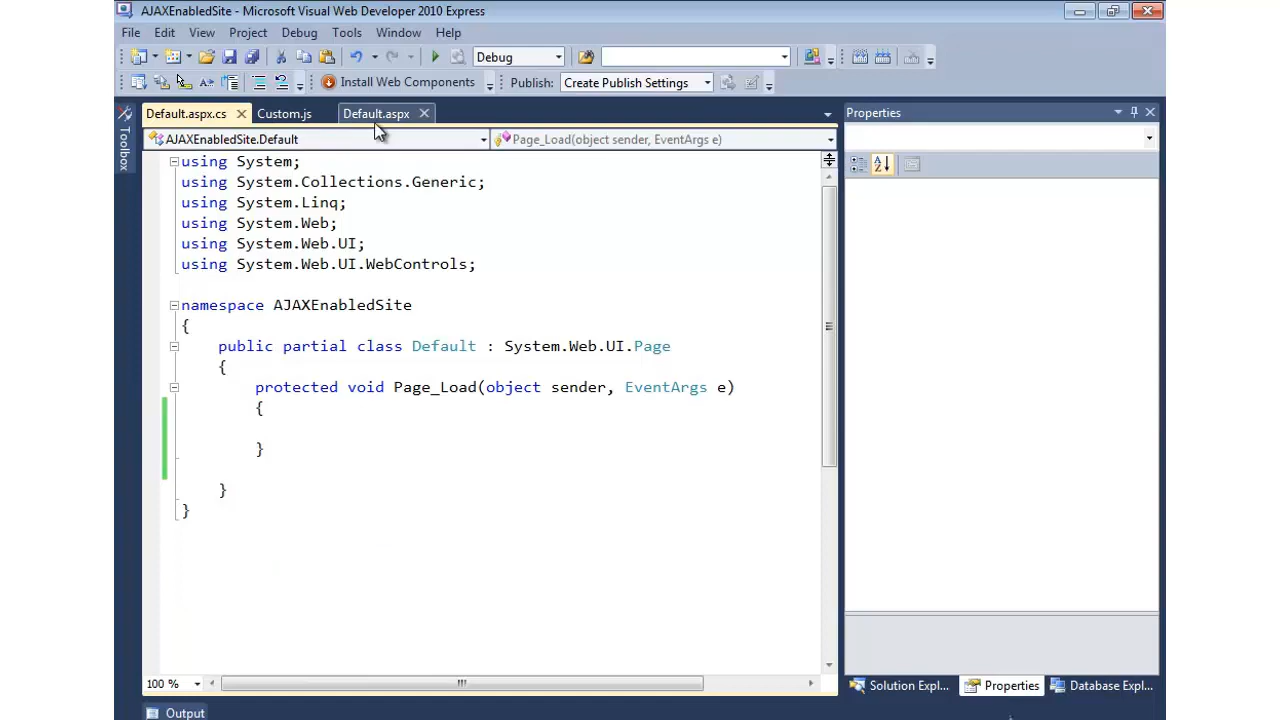 AJAXEnabledSite - Microsoft Visual Web Developer 2010 Express
File Edit View Project Debug Tools Window Help
Debug
Install Web Components Publish: Create Publish Settings
Toolbox
Default.aspx.cs Custom.js Default.aspx
Properties
AJAXEnabledSite.Default Page_Load(object sender, EventArgs e)
using System;
using System.Collections.Generic;
using System.Linq;
using System.Web;
using System.Web.UI;
using System.Web.UI.WebControls;
namespace AJAXEnabledSite
{
public partial class Default : System.Web.UI.Page
{
protected void Page_Load(object sender, EventArgs e)
{
}
}
}
100 %
Solution Expl... Properties Database Expl...
Output